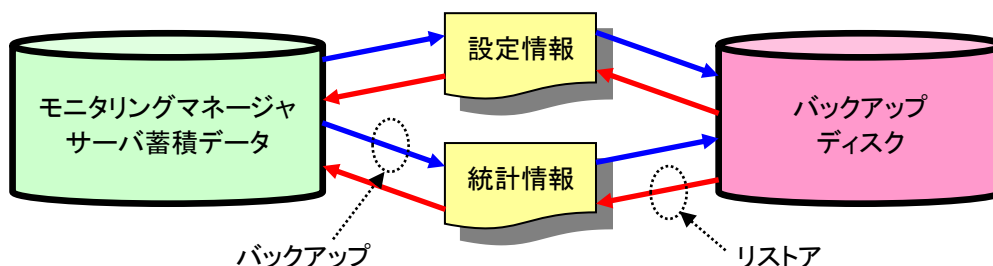 設定情報
モニタリングマネージャ
サーバ蓄積データ
バックアップ
ディスク
統計情報
バックアップ
リストア